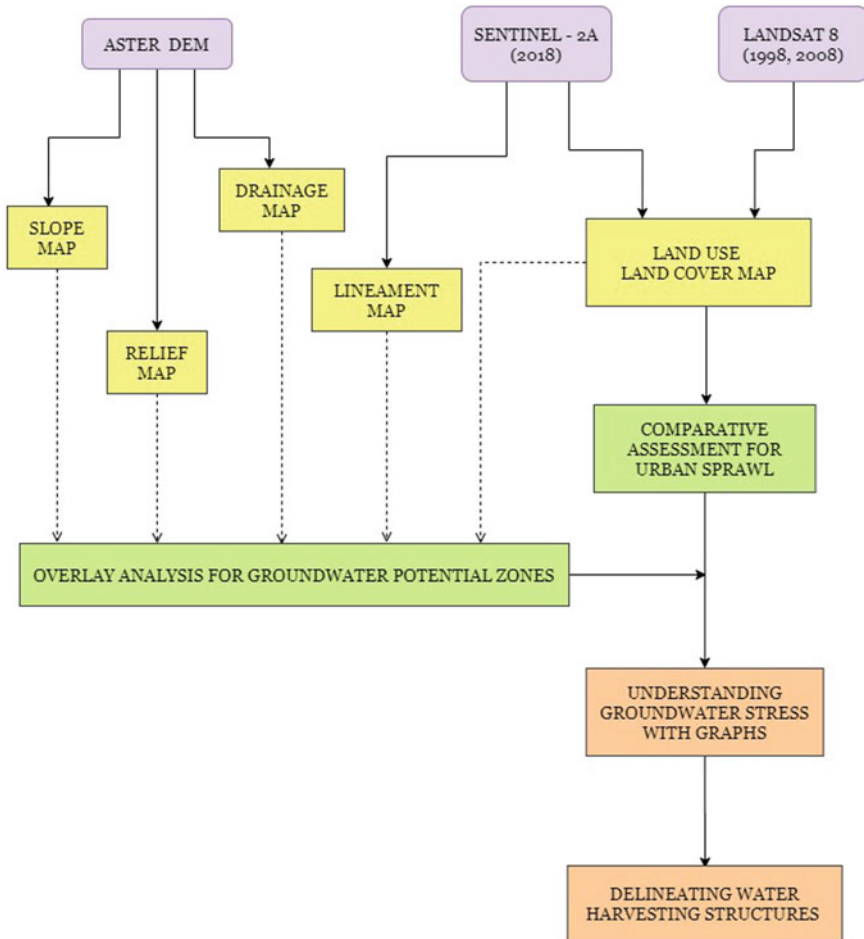 ASTER DEM
SENTINEL - 2A
(2018)
LANDSAT 8
(1998, 2008)
DRAINAGE
MAP
SLOPE
MAP
LAND USE
LAND COVER MAP
LINEAMENT
MAP
RELIEF
MAP
COMPARATIVE
ASSESSMENT FOR
URBAN SPRAWL
OVERLAY ANALYSIS FOR GROUNDWATER POTENTIAL ZONES
UNDERSTANDING
GROUNDWATER STRESS
WITH GRAPHS
DELINEATING WATER
HARVESTING STRUCTURES